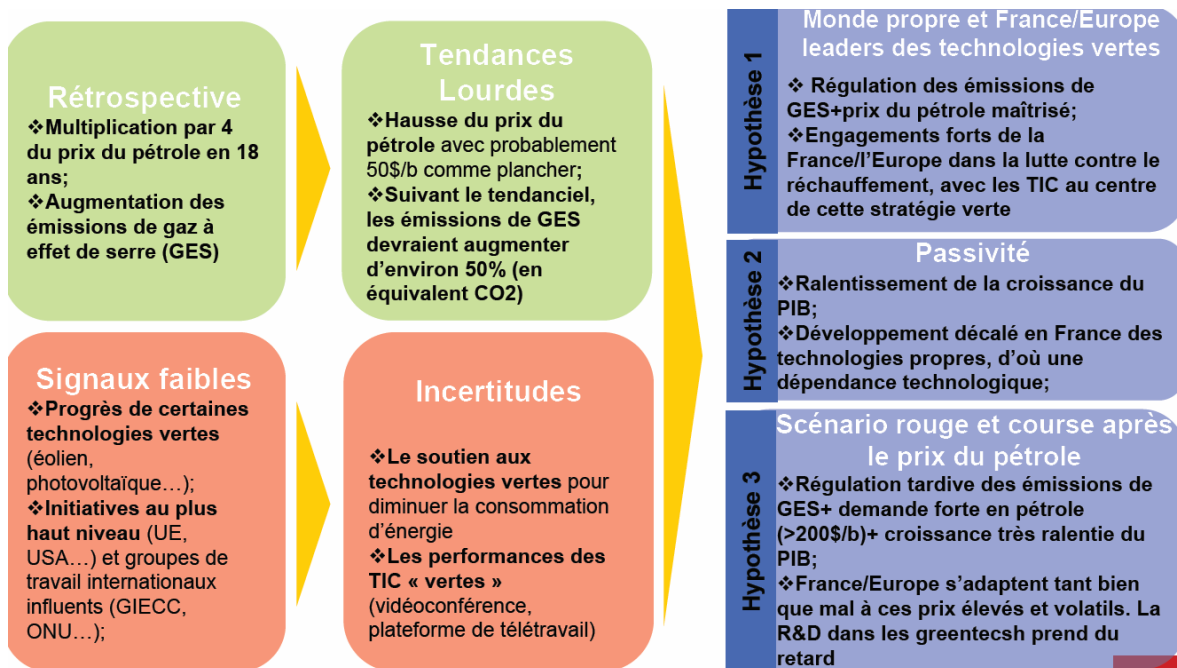 Rétrospective
❖Multiplication par 4
du prix du pétrole en 18
ans;
❖Augmentation des
émissions de gaz à
effet de serre (GES)
Tendances
Lourdes
❖Hausse du prix du
pétrole avec probablement
50$/b comme plancher;
❖Suivant le tendanciel,
les émissions de GES
devraient augmenter
d’environ 50% (en
équivalent CO2)
Signaux faibles
❖Progrès de certaines
technologies vertes
(éolien,
photovoltaïque…);
❖Initiatives au plus
haut niveau (UE,
USA…) et groupes de
travail internationaux
influents (GIECC,
ONU…);
Incertitudes
❖Le soutien aux
technologies vertes pour
diminuer la consommation
d’énergie
❖Les performances des
TIC « vertes »
(vidéoconférence,
plateforme de télétravail)
Hypothèse 1
Monde propre et France/Europe
leaders des technologies vertes
❖ Régulation des émissions de
GES+prix du pétrole maîtrisé;
❖Engagements forts de la
France/l’Europe dans la lutte contre le
réchauffement, avec les TIC au centre
de cette stratégie verte
Hypothèse 2
Passivité
❖Ralentissement de la croissance du
PIB;
❖Développement décalé en France des
technologies propres, d’où une
dépendance technologique;
Hypothèse 3
Scénario rouge et course après
le prix du pétrole
❖Régulation tardive des émissions de
GES+ demande forte en pétrole
(>200$/b)+ croissance très ralentie du
PIB;
❖France/Europe s’adaptent tant bien
que mal à ces prix élevés et volatils. La
R&D dans les greentecsh prend du
retard